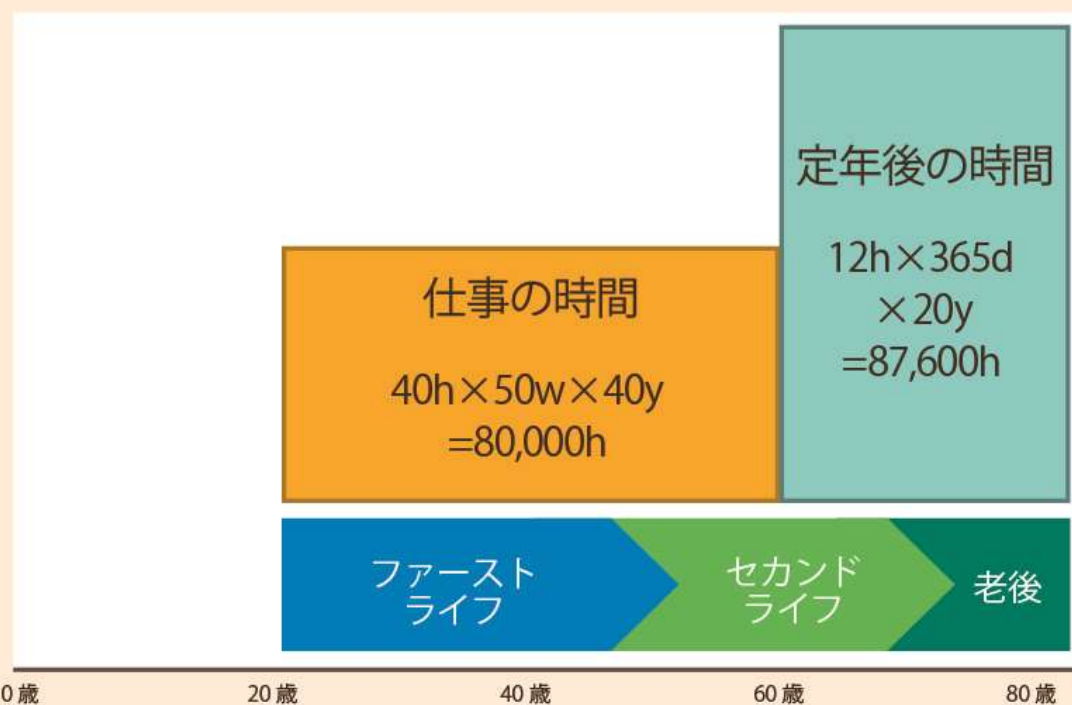 定年後の時間
12h×365d
×20y
=87,600h
仕事の時間
40h×50w×40y
=80,000h
ファースト
ライフ
セカンド
ライフ
老後
0歳
20歳
40歳
60歳
80歳